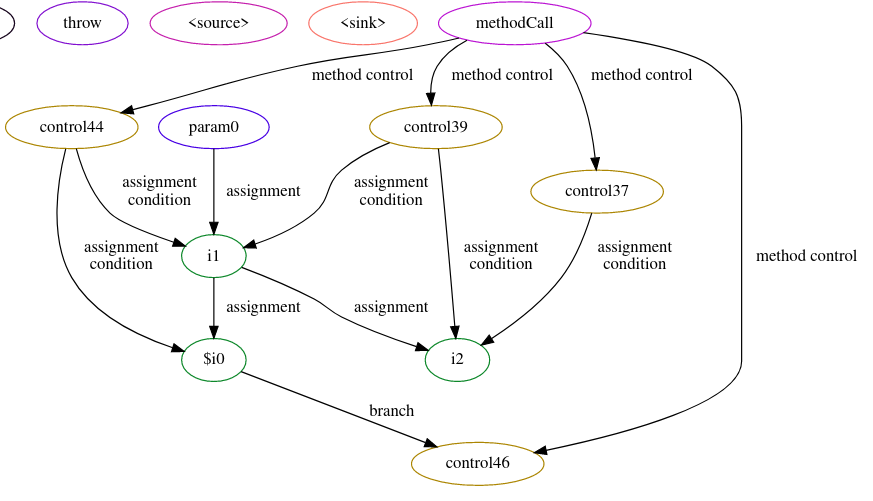 throw
<source>
<sink>
methodCall
method control
method control
method control
control44
param0
control39
control37
assignment
condition
assignment
assignment
condition
assignment
condition
i1
assignment
condition
assignment
condition
method control
assignment
assignment
$i0
i2
branch
control46